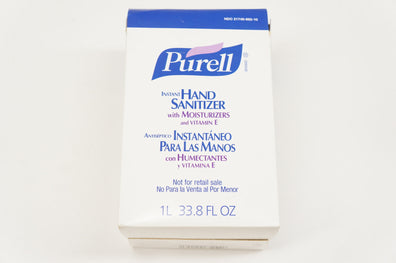 Purell
INSTANT HAND
SANITIZER
with MOISTURIZERS
and VITAMIN E
ANTISÉPTICO INSTANTÁNEO
PARA LAS MANOS
con HUMECTANTES
y VITAMINA E
Not for retail sale
No Para la Venta al Por Menor
1L 33.8 FL OZ